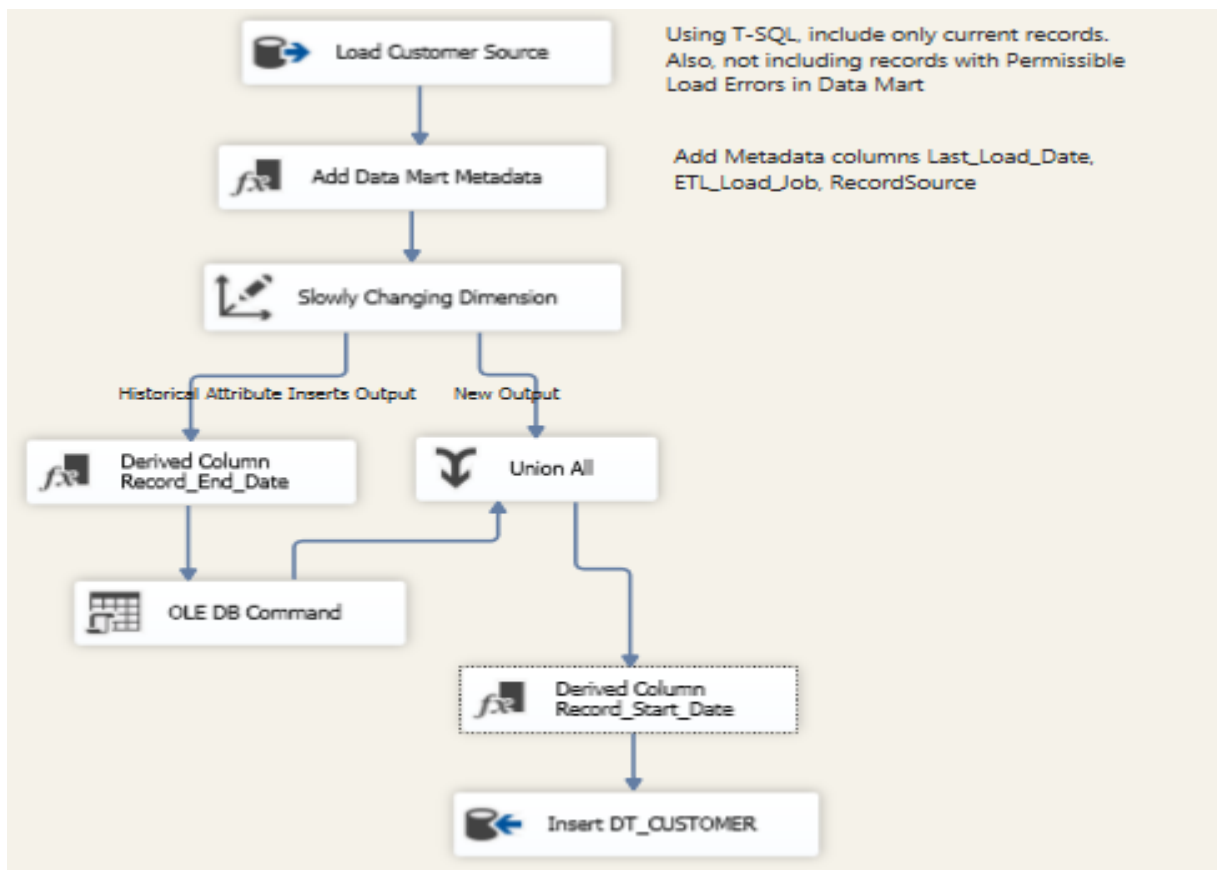 Load Customer Source
Using T-SQL, include only current records.
Also, not including records with Permissible
Load Errors in Data Mart
Add Data Mart Metadata
Add Metadata columns Last_Load_Date,
ETL_Load_Job, RecordSource
Slowly Changing Dimension
Historical Attribute Inserts Output
New Output
Derived Column
Record_End_Date
Union All
OLE DB Command
Derived Column
Record_Start_Date
Insert DT_CUSTOMER